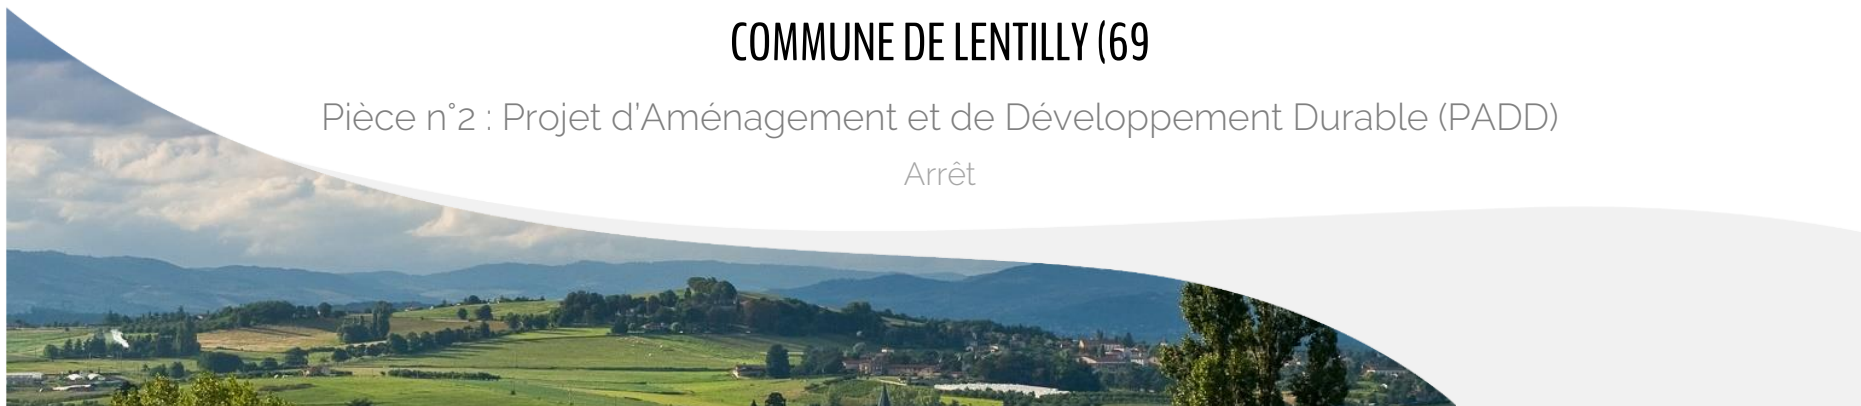 COMMUNE DE LENTILLY (69
Pièce n°2 : Projet d'Aménagement et de Développement Durable (PADD)
Arrêt